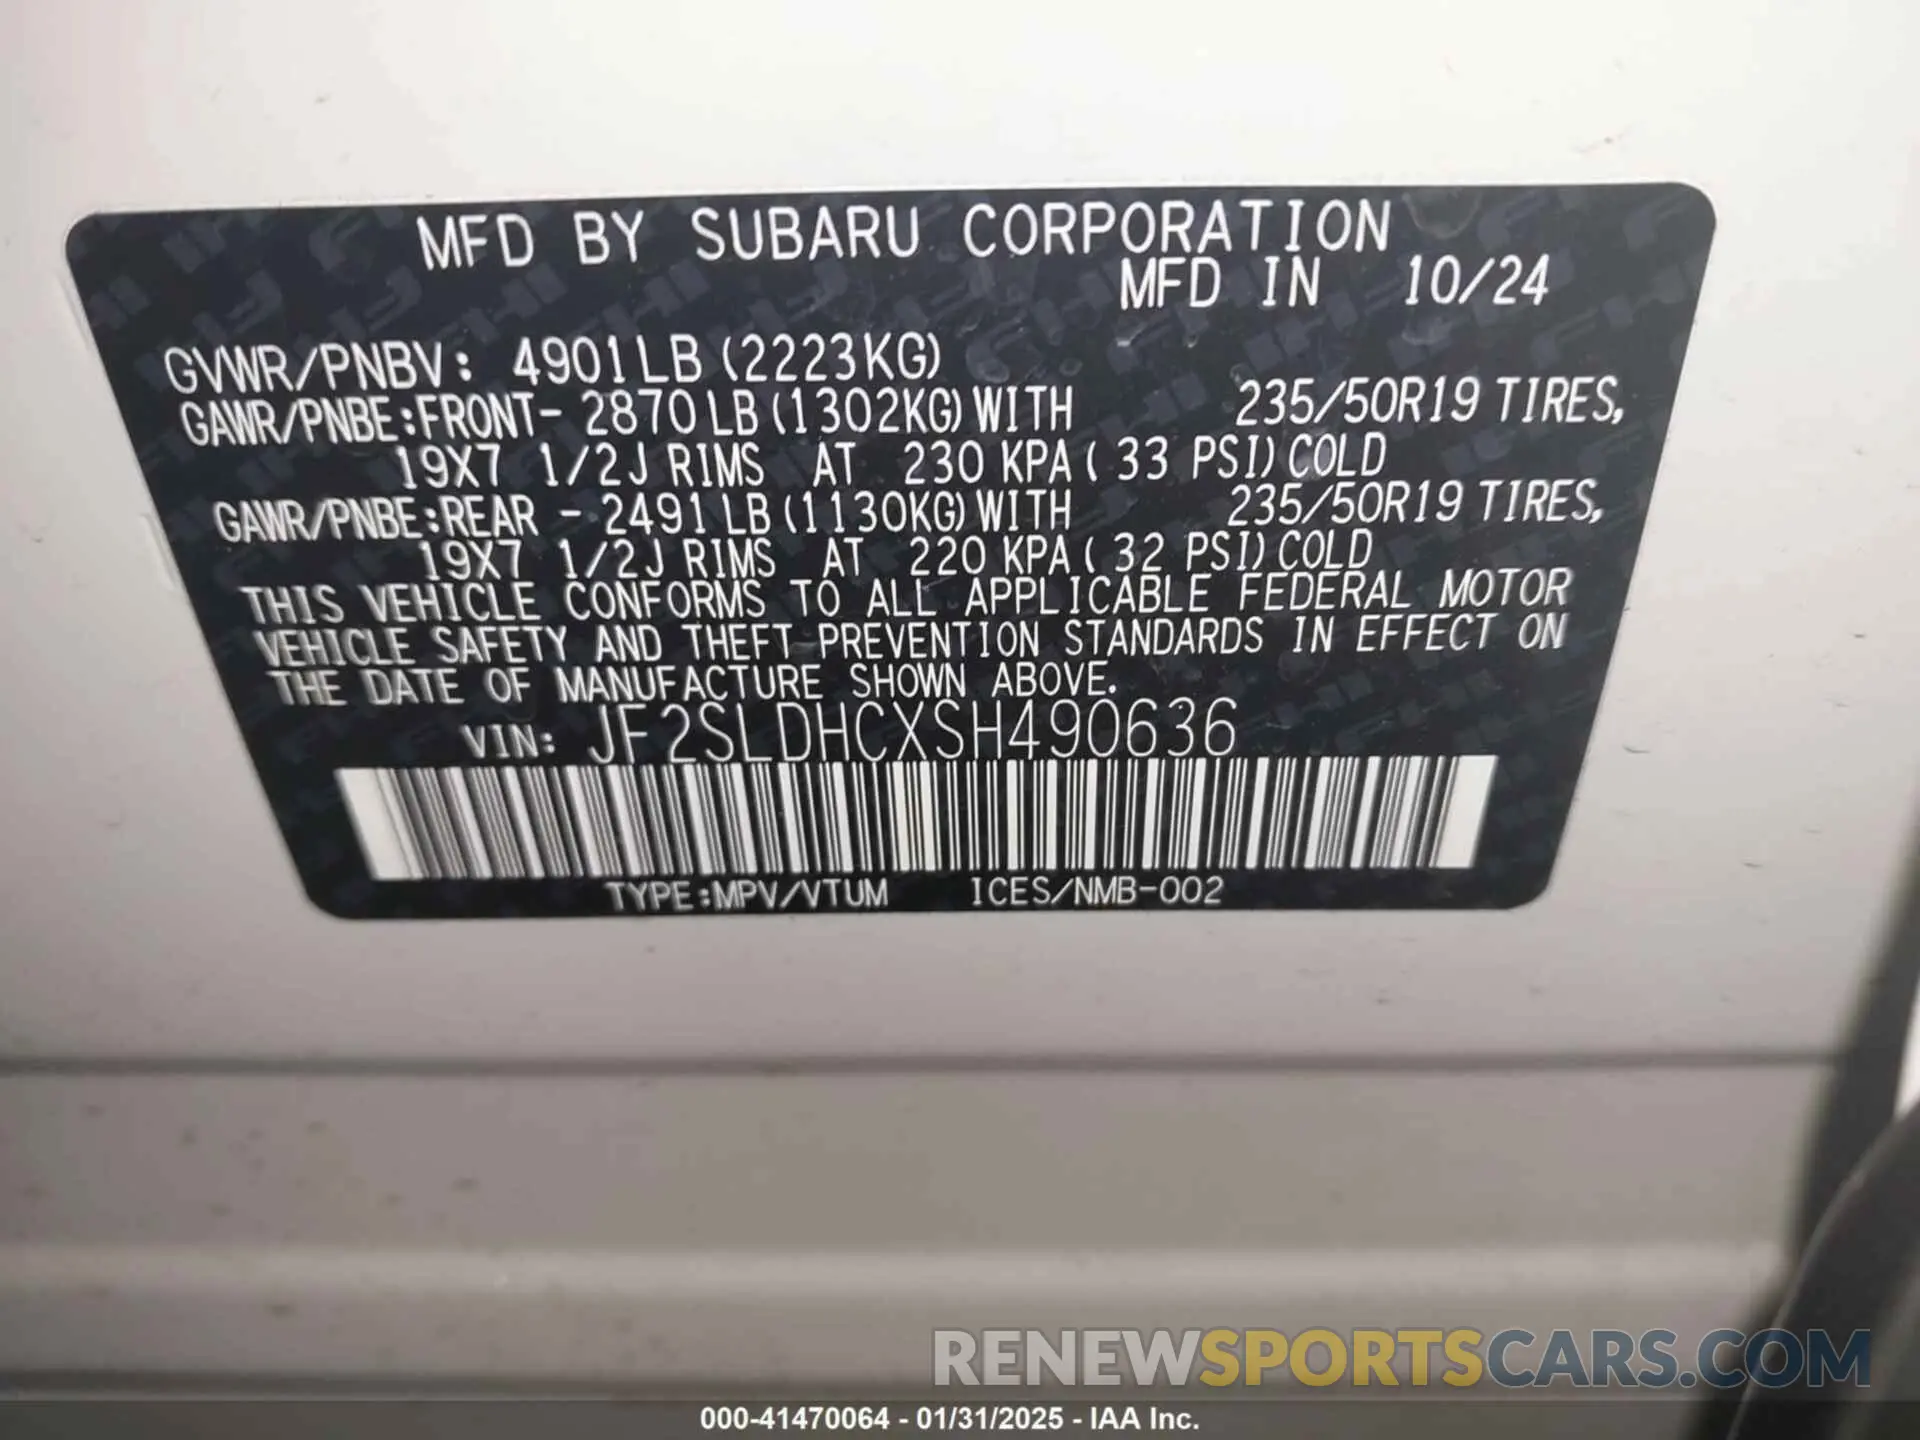 MFD BY SUBARU CORPORATION
MFD IN 10/24
GVWR/PNBV: 4901LB (2223KG)
GAWR/PNBE:FRONT- 2870LB (1302KG) WITH 235/50R19 TIRES,
19X7 1/2J RIMS AT 230 KPA ( 33 PSI) COLD
GAWR/PNBE:REAR - 2491LB (1130KG) WITH 235/50R19 TIRES,
19X7 1/2J RIMS AT 220 KPA ( 32 PSI) COLD
THIS VEHICLE CONFORMS TO ALL APPLICABLE FEDERAL MOTOR
VEHICLE SAFETY AND THEFT PREVENTION STANDARDS IN EFFECT ON
THE DATE OF MANUFACTURE SHOWN ABOVE.
VIN: JF2SLDHCXSH490636
TYPE:MPV/VTUM ICES/NMB-002
RENEWSPORTSCARS.COM
000-41470064 - 01/31/2025 - IAA Inc.